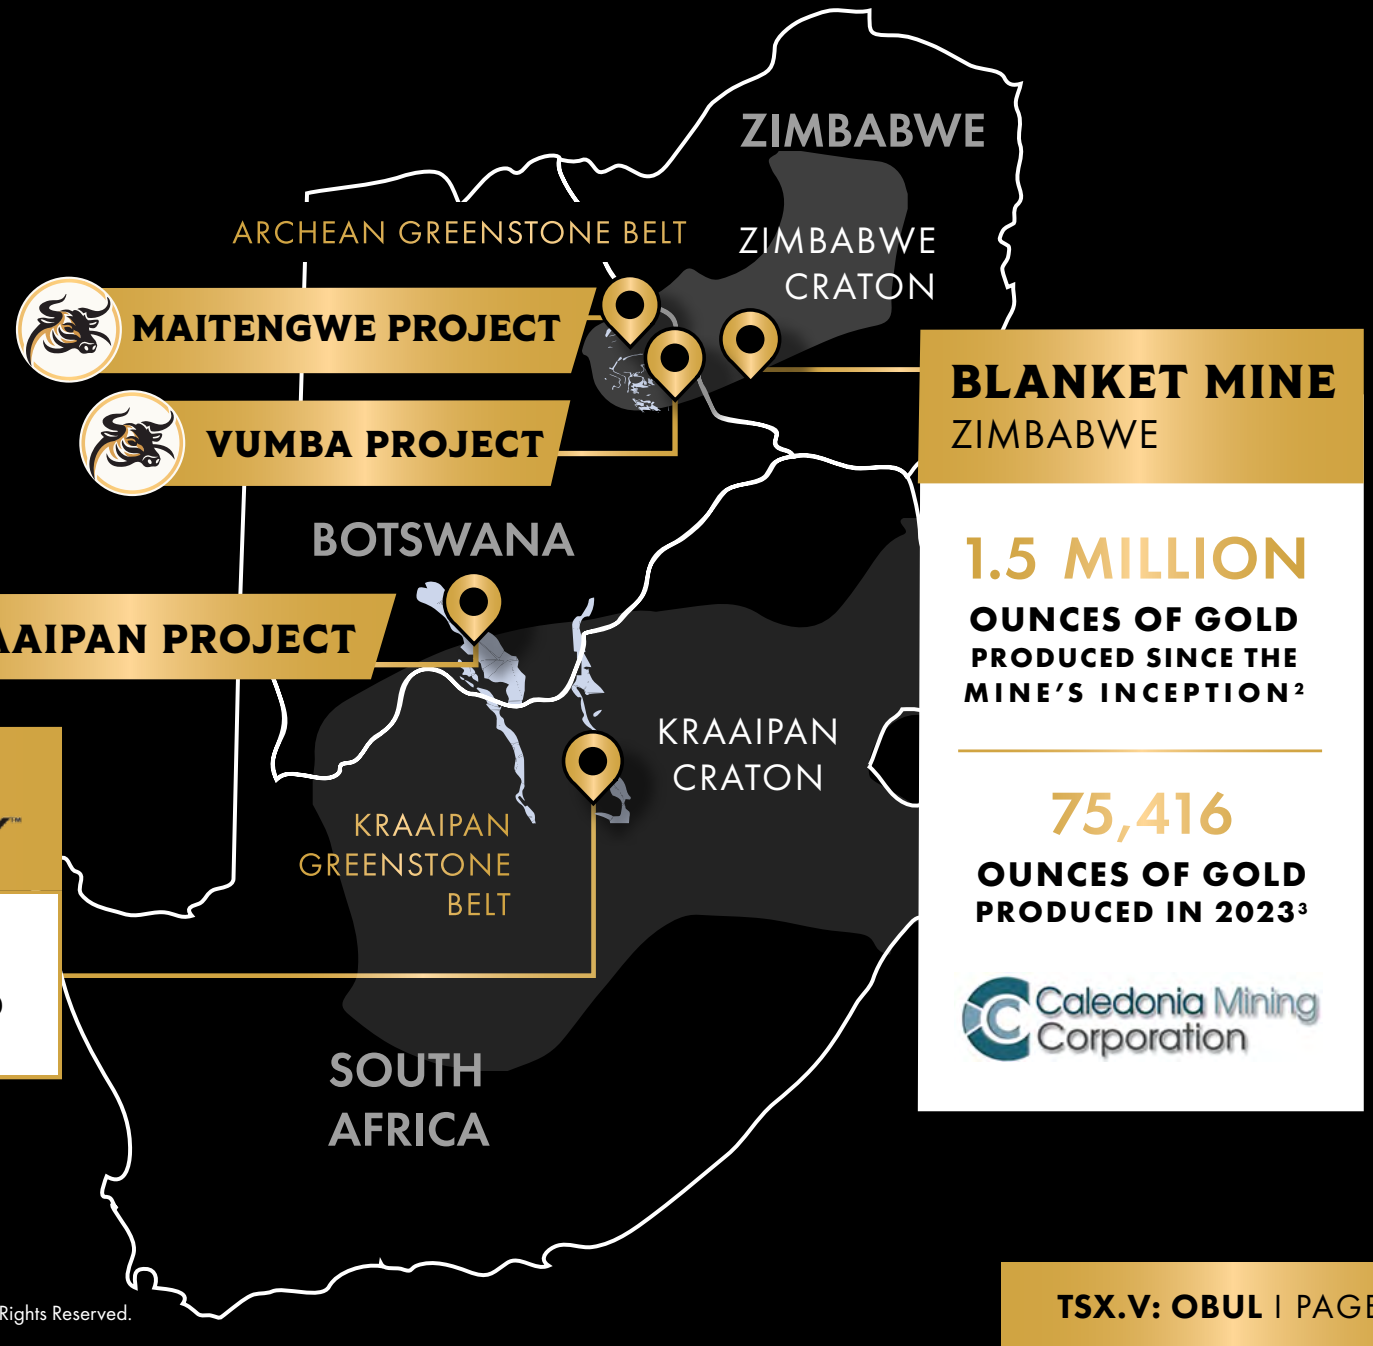 ZIMBABWE
ARCHEAN GREENSTONE BELT
ZIMBABWE
CRATON
MAITENGWE PROJECT
VUMBA PROJECT
BLANKET MINE
ZIMBABWE
1.5 MILLION
OUNCES OF GOLD
PRODUCED SINCE THE
MINE'S INCEPTION²
75,416
OUNCES OF GOLD
PRODUCED IN 2023³
Caledonia Mining
Corporation
BOTSWANA
AAIPAN PROJECT
KRAAIPAN
CRATON
KRAAIPAN
GREENSTONE
BELT
SOUTH
AFRICA
Rights Reserved.
TSX.V: OBUL | PAGE